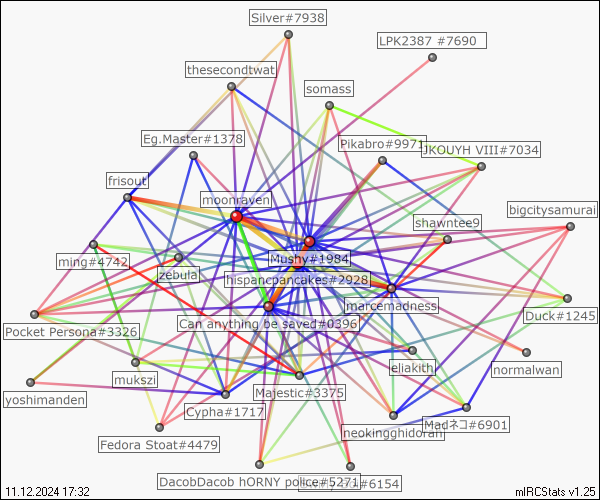 Silver#7938
LPK2387 #7690
thesecondtwat
somass
Eg.Master#1378
Pikabro#9971
JKOUYH VIII#7034
frisout
moonraven
bigcitysamurai
shawntee9
Mushy#1984
ming#4742
zebula
hispancpancakes#2928
marcemadness
Duck#1245
Pocket Persona#3326
Can anything be saved#0396
eliakith
normalwan
mukszi
Majestic#3375
yoshimanden
Cypha#1717
neokingghidorah
Madネコ#6901
Fedora Stoat#4479
DacobDacob hORNY police#5271
#6154
11.12.2024 17:32
mIRCStats v1.25